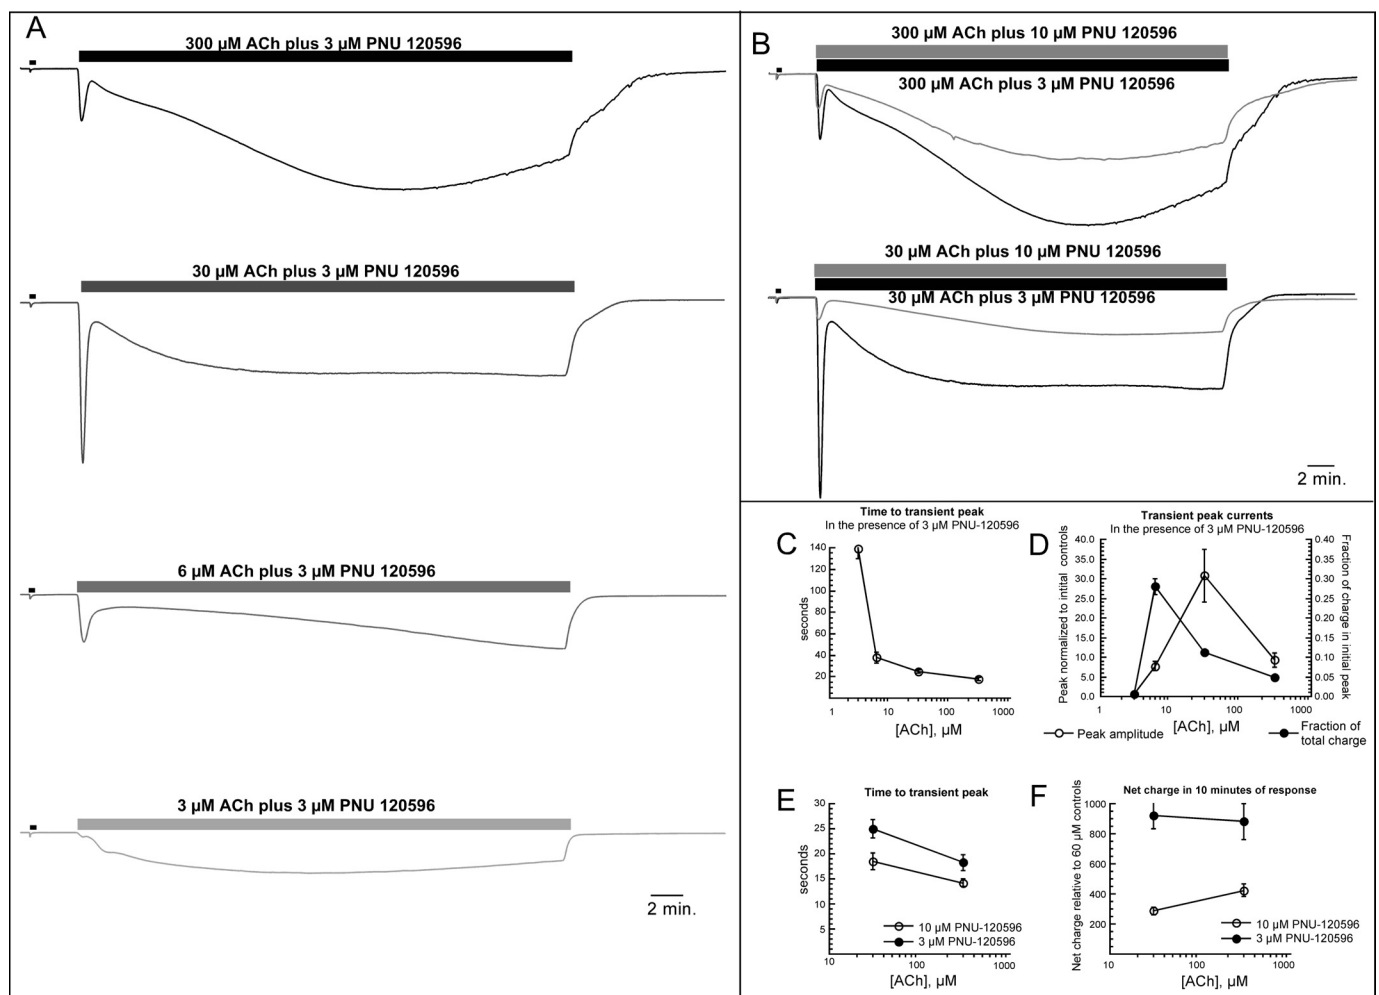 A
300 µM ACh plus 3 µM PNU 120596
30 µM ACh plus 3 µM PNU 120596
6 µM ACh plus 3 µM PNU 120596
3 µM ACh plus 3 µM PNU 120596
2 min.
B
300 µM ACh plus 10 µM PNU 120596
300 µM ACh plus 3 µM PNU 120596
30 µM ACh plus 10 µM PNU 120596
30 µM ACh plus 3 µM PNU 120596
2 min.
C
Time to transient peak
In the presence of 3 µM PNU-120596
seconds
140
120
100
80
60
40
20
1
10
100
1000
[ACh], µM
D
Transient peak currents
In the presence of 3 µM PNU-120596
Peak normalized to intital controls
40.0
35.0
30.0
25.0
20.0
15.0
10.0
5.0
0.0
0.40
0.35
0.30
0.25
0.20
0.15
0.10
0.05
0.00
Fraction of charge in initial peak
1
10
100
1000
[ACh], µM
Peak amplitude
Fraction of
total charge
E
Time to transient peak
seconds
30
25
20
15
10
5
10
100
1000
10 µM PNU-120596
3 µM PNU-120596
[ACh], µM
F
Net charge in 10 minutes of response
Net charge relative to 60 µM controls
1000
800
600
400
200
10
100
1000
10 µM PNU-120596
3 µM PNU-120596
[ACh], µM